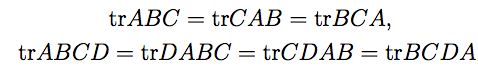 trABC = trCAB = trBCA,
trABCD = trDABC = trCDAB = trBCDA